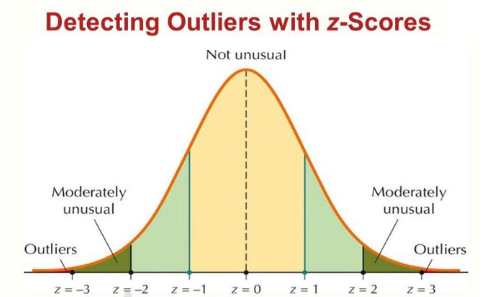 Detecting Outliers with z-Scores
Not unusual
Moderately
unusual
Moderately
unusual
Outliers
Outliers
z = –3
z = –2
z = –1
z = 0
z = 1
z = 2
z = 3